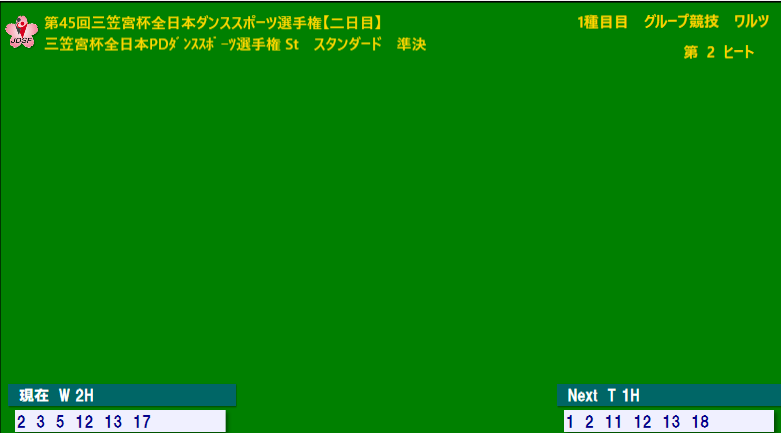 第45回三笠宮杯全日本ダンススポーツ選手権【二日目】
1種目目 グループ競技 ワルツ
JDSF
三笠宮杯全日本PDダンススポーツ選手権 St スタンダード 準決
第 2 ヒート
現在 W 2H
Next T 1H
2 3 5 12 13 17
1 2 11 12 13 18